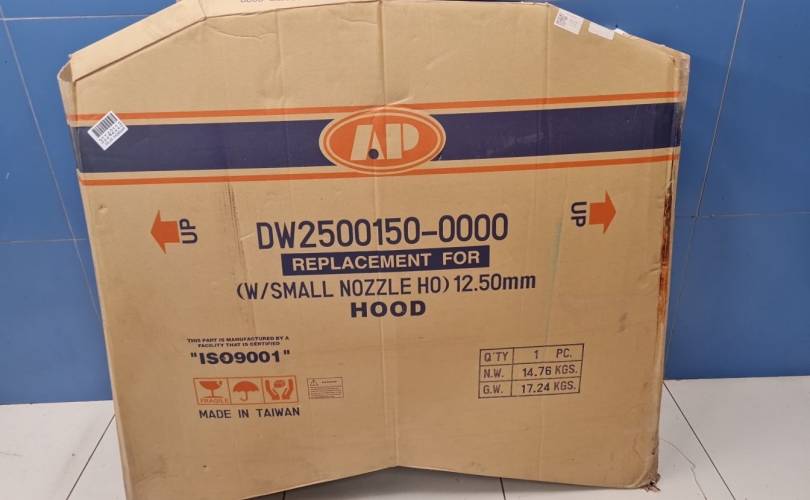 AP
UP
UP
DW2500150-0000
REPLACEMENT FOR
(W/SMALL NOZZLE HO) 12.50mm
HOOD
THIS PART IS MANUFACTURED BY A
FACILITY THAT IS CERTIFIED
"ISO9001"
FRAGILE
MADE IN TAIWAN
Q'TY 1 PC.
N.W. 14.76 KGS.
G.W. 17.24 KGS.